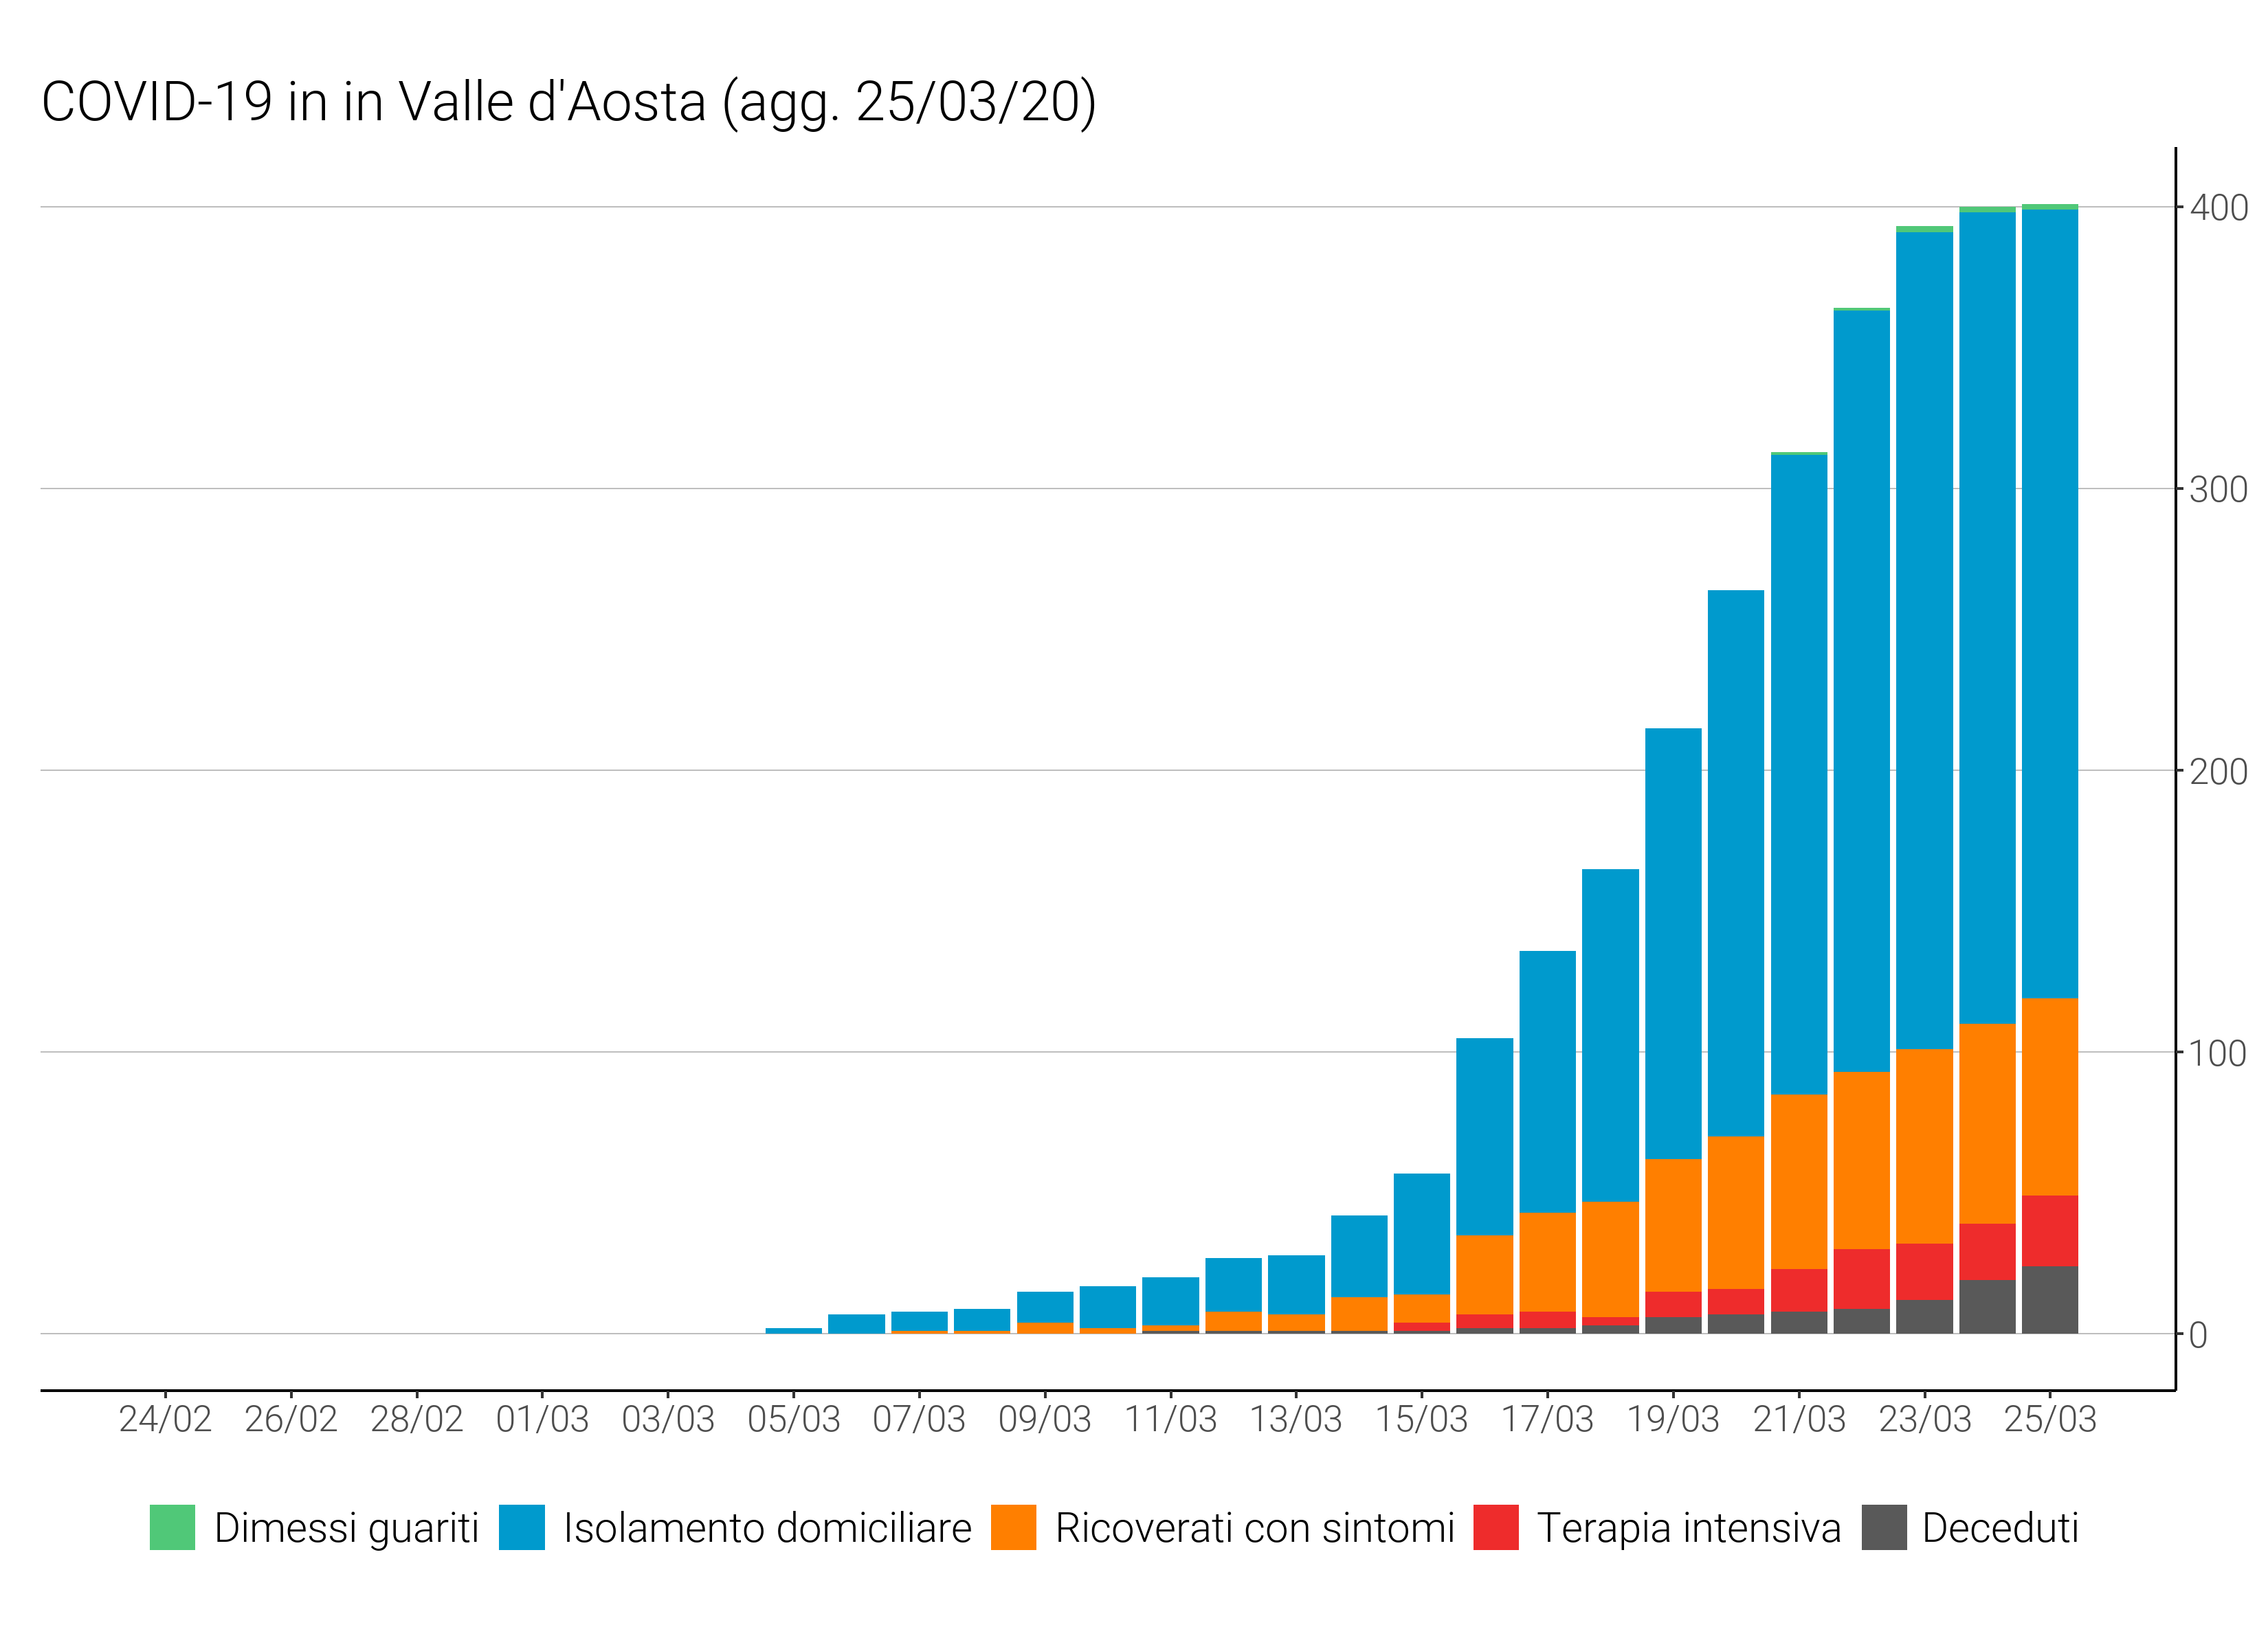 COVID-19 in in Valle d'Aosta (agg. 25/03/20)
400
300
200
100
0
24/02 26/02 28/02 01/03 03/03 05/03 07/03 09/03 11/03 13/03 15/03 17/03 19/03 21/03 23/03 25/03
Dimessi guariti Isolamento domiciliare Ricoverati con sintomi Terapia intensiva Deceduti